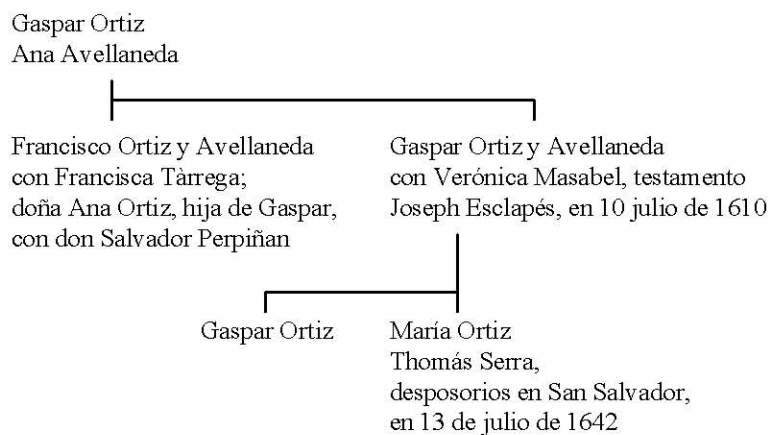 Gaspar Ortiz
Ana Avellaneda
Francisco Ortiz y Avellaneda
con Francisca Tàrrega;
doña Ana Ortiz, hija de Gaspar,
con don Salvador Perpiñan
Gaspar Ortiz y Avellaneda
con Verónica Masabel, testamento
Joseph Esclapés, en 10 julio de 1610
Gaspar Ortiz
María Ortiz
Thomás Serra,
desposorios en San Salvador,
en 13 de julio de 1642